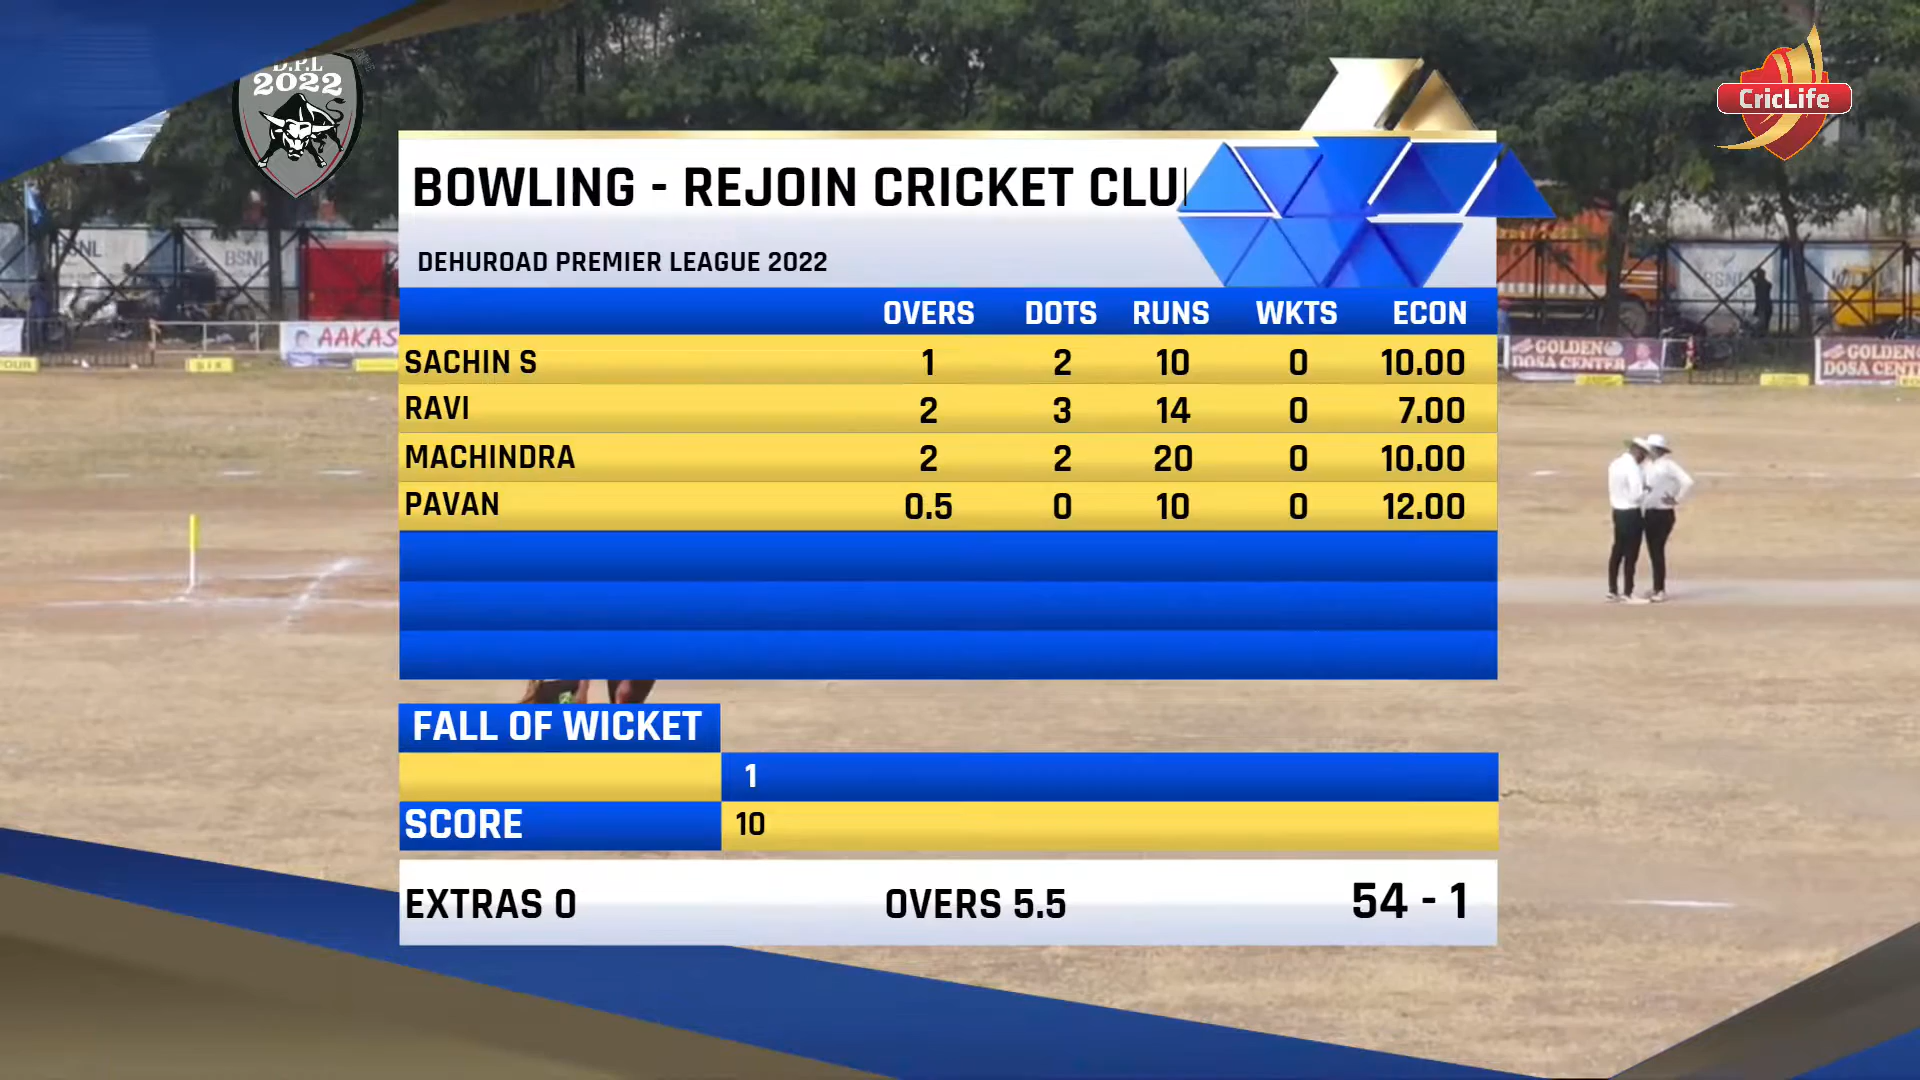 D.P.L
2022
CricLife
BOWLING - REJOIN CRICKET CLU
DEHUROAD PREMIER LEAGUE 2022
OVERS DOTS RUNS WKTS ECON
SACHIN S 1 2 10 0 10.00
RAVI 2 3 14 0 7.00
MACHINDRA 2 2 20 0 10.00
PAVAN 0.5 0 10 0 12.00
FALL OF WICKET
1
SCORE 10
EXTRAS 0 OVERS 5.5 54 - 1
BSNL
BSNL
BSNL
AAKAS
SIX
GOLDEN
DOSA CENTER
GOLDEN
DOSA CENT